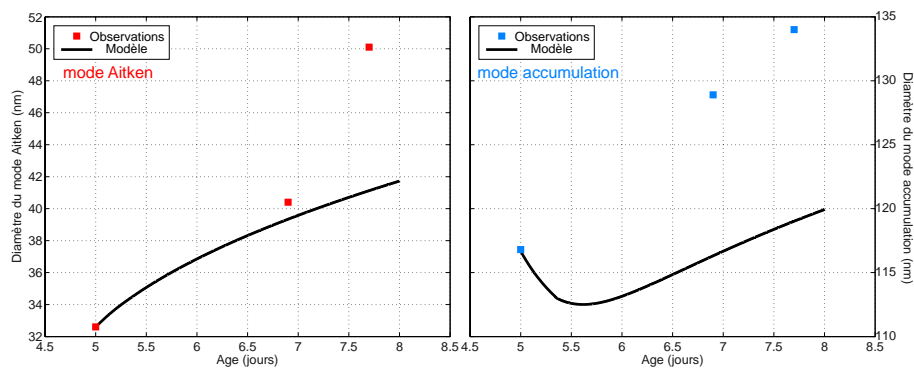 52
50
48
46
44
42
40
38
36
34
32
Diamètre du mode Aitken (nm)
Observations
Modèle
mode Aitken
4.5 5 5.5 6 6.5 7 7.5 8 8.5
Age (jours)
Observations
Modèle
mode accumulation
4.5 5 5.5 6 6.5 7 7.5 8 8.5
Age (jours)
135
130
125
120
115
110
Diamètre du mode accumulation (nm)